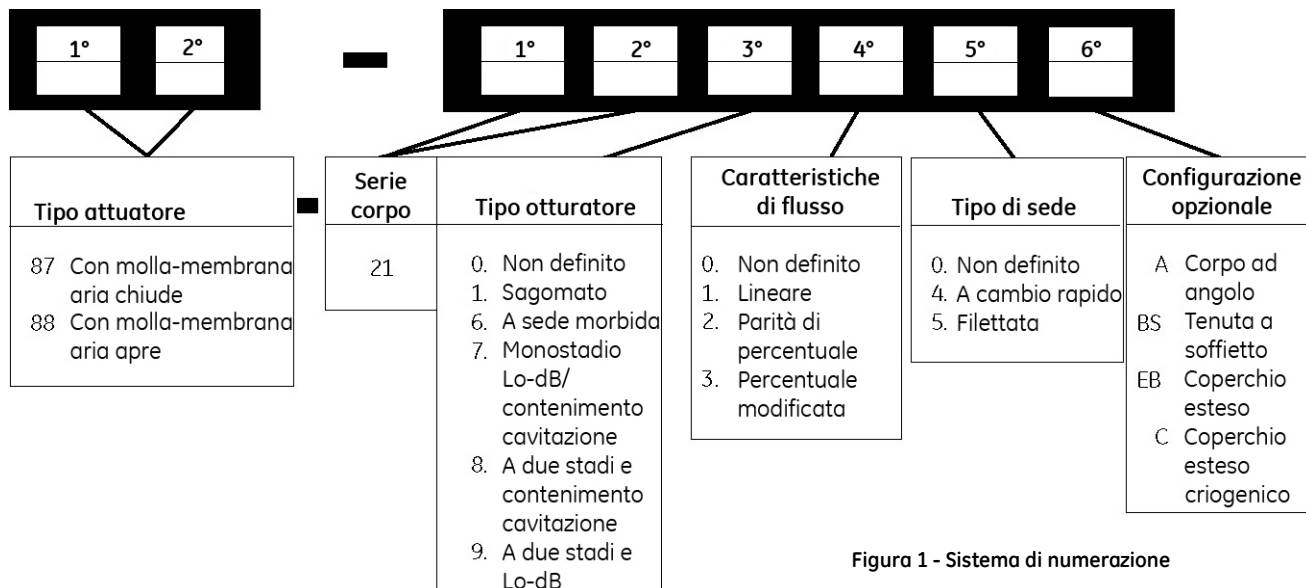 1°
2°
1°
2°
3°
4°
5°
6°
Tipo attuatore
87 Con molla-membrana
aria chiude
88 Con molla-membrana
aria apre
Serie
corpo
21
Tipo otturatore
0. Non definito
1. Sagomato
6. A sede morbida
7. Monostadio
Lo-dB/
contenimento
cavitazione
8. A due stadi e
contenimento
cavitazione
9. A due stadi e
Lo-dB
Caratteristiche
di flusso
0. Non definito
1. Lineare
2. Parità di
percentuale
3. Percentuale
modificata
Tipo di sede
0. Non definito
4. A cambio rapido
5. Filettata
Configurazione
opzionale
A Corpo ad
angolo
BS Tenuta a
soffietto
EB Coperchio
esteso
C Coperchio
esteso
criogenico
Figura 1 - Sistema di numerazione